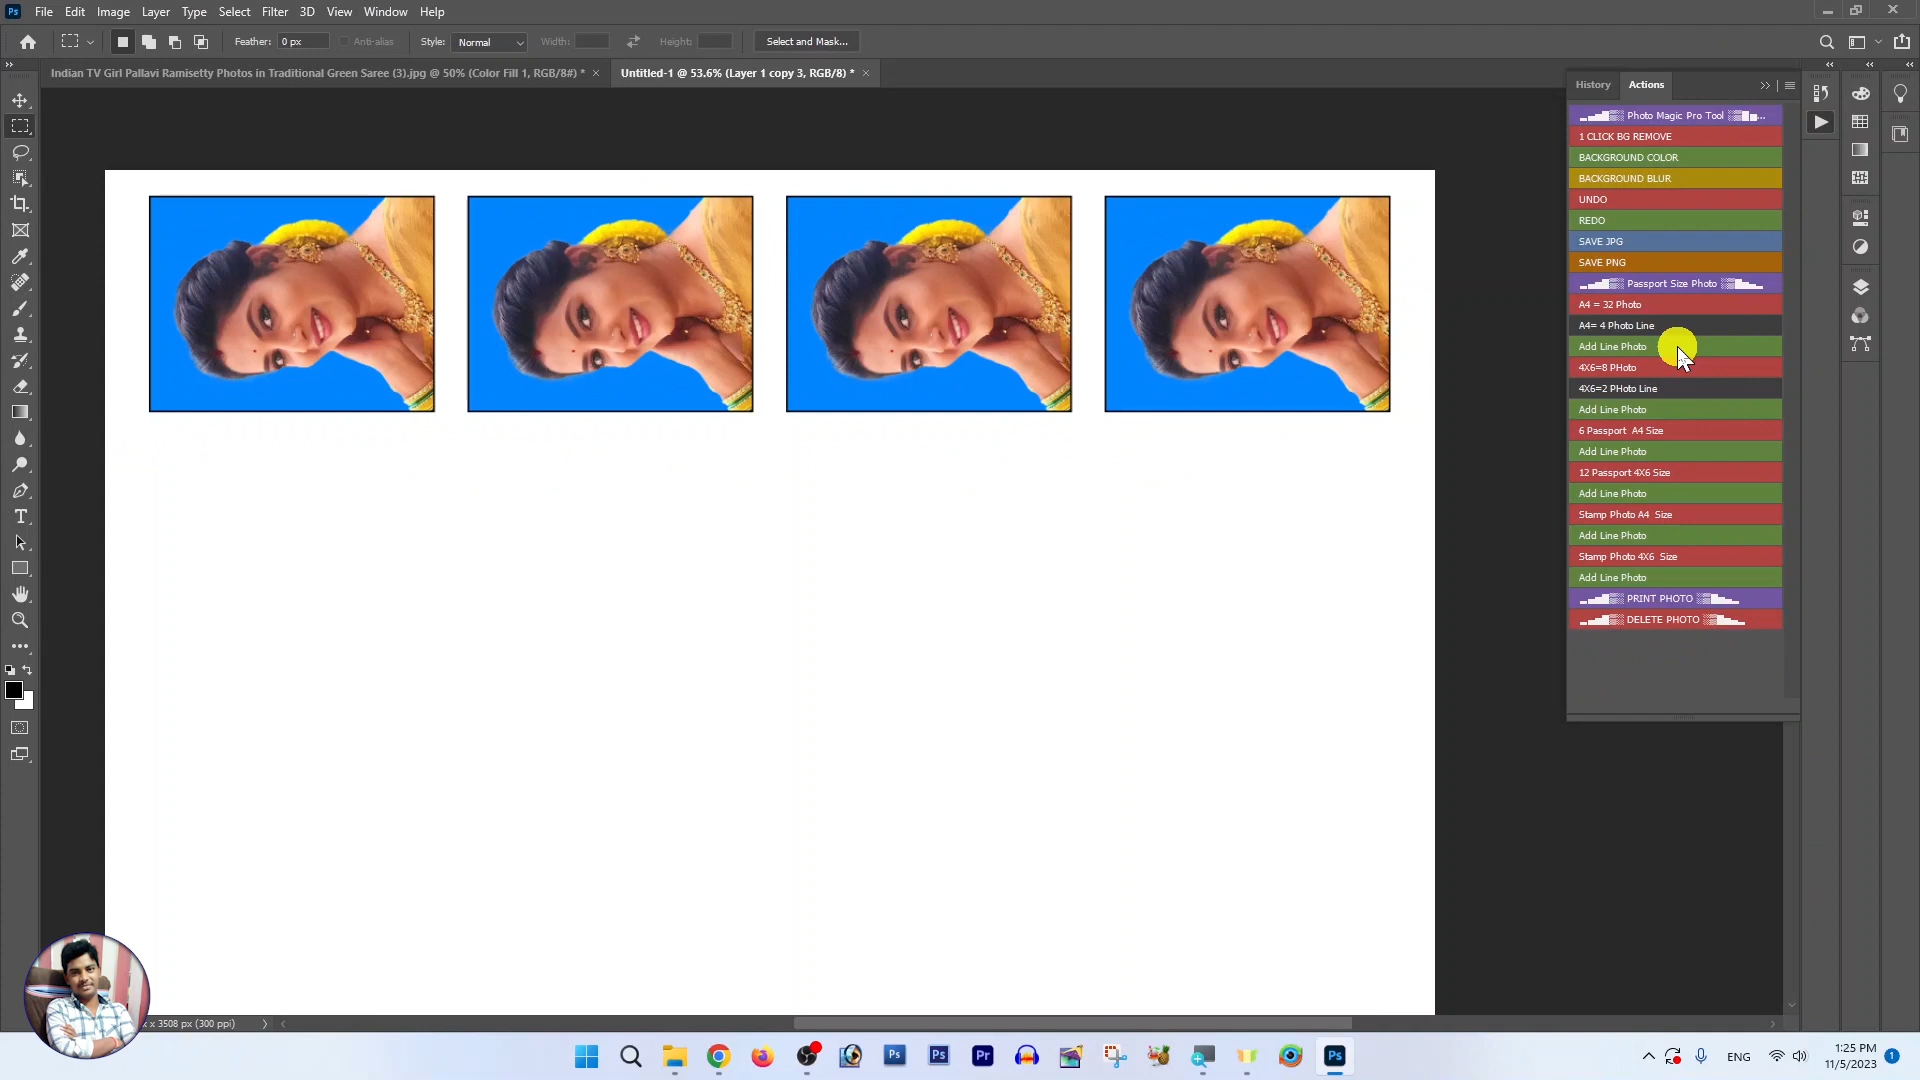 Ps File Edit Image Layer Type Select Filter 3D View Window Help
Feather: 0 px Anti-alias Style: Normal Width: Height: Select and Mask...
Indian TV Girl Pallavi Ramisetty Photos in Traditional Green Saree (3).jpg @ 50% (Color Fill 1, RGB/8#) * × Untitled-1 @ 53.6% (Layer 1 copy 3, RGB/8) * ×
History Actions
Photo Magic Pro Tool
1 CLICK BG REMOVE
BACKGROUND COLOR
BACKGROUND BLUR
UNDO
REDO
SAVE JPG
SAVE PNG
Passport Size Photo
A4 = 32 Photo
A4= 4 Photo Line
Add Line Photo
4X6=8 PHoto
4X6=2 PHoto Line
Add Line Photo
6 Passport A4 Size
Add Line Photo
12 Passport 4X6 Size
Add Line Photo
Stamp Photo A4 Size
Add Line Photo
Stamp Photo 4X6 Size
Add Line Photo
PRINT PHOTO
DELETE PHOTO
x 3508 px (300 ppi)
Ps Ps Pr Ps
ENG
1:25 PM
11/5/2023
1